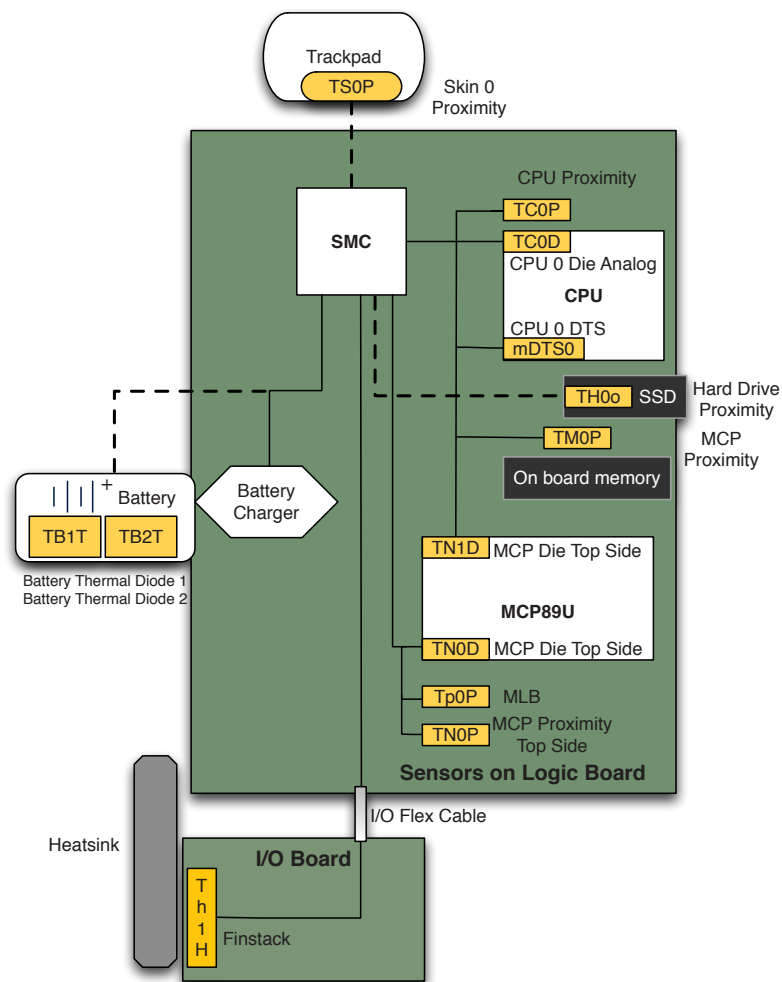 Trackpad
TS0P
Skin 0
Proximity
CPU Proximity
TC0P
SMC
TC0D
CPU 0 Die Analog
CPU
CPU 0 DTS
mDTS0
TH0o
SSD
Hard Drive
Proximity
TM0P
MCP
Proximity
On board memory
+
Battery
TB1T
TB2T
Battery
Charger
Battery Thermal Diode 1
Battery Thermal Diode 2
TN1D
MCP Die Top Side
MCP89U
TN0D
MCP Die Top Side
Tp0P
MLB
TN0P
MCP Proximity
Top Side
Sensors on Logic Board
I/O Flex Cable
Heatsink
I/O Board
T
h
1
H
Finstack